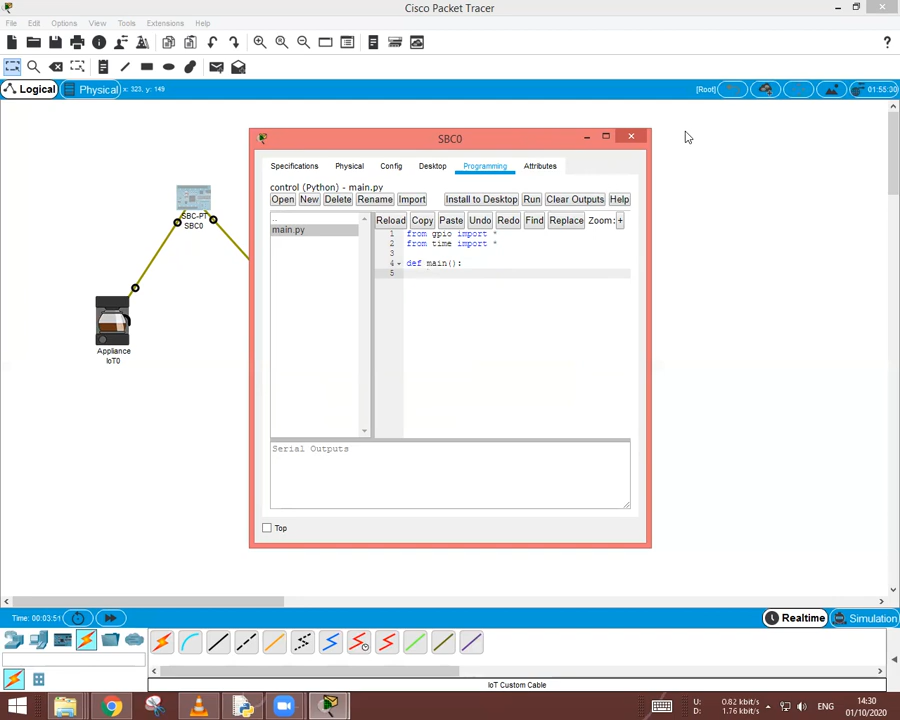 Cisco Packet Tracer
File Edit Options View Tools Extensions Help
Logical Physical x: 323, y: 149 [Root] 01:55:30
SBC0
Specifications Physical Config Desktop Programming Attributes
control (Python) - main.py
Open New Delete Rename Import Install to Desktop Run Clear Outputs Help
.. Reload Copy Paste Undo Redo Find Replace Zoom: +
main.py
1 from gpio import *
2 from time import *
3
4 def main():
5
SBC-PT
SBC0
Appliance
IoT0
Serial Outputs
Top
Time: 00:03:51 Realtime Simulation
IoT Custom Cable
U: 0.82 kbit/s
D: 1.76 kbit/s
ENG
14:30
01/10/2020